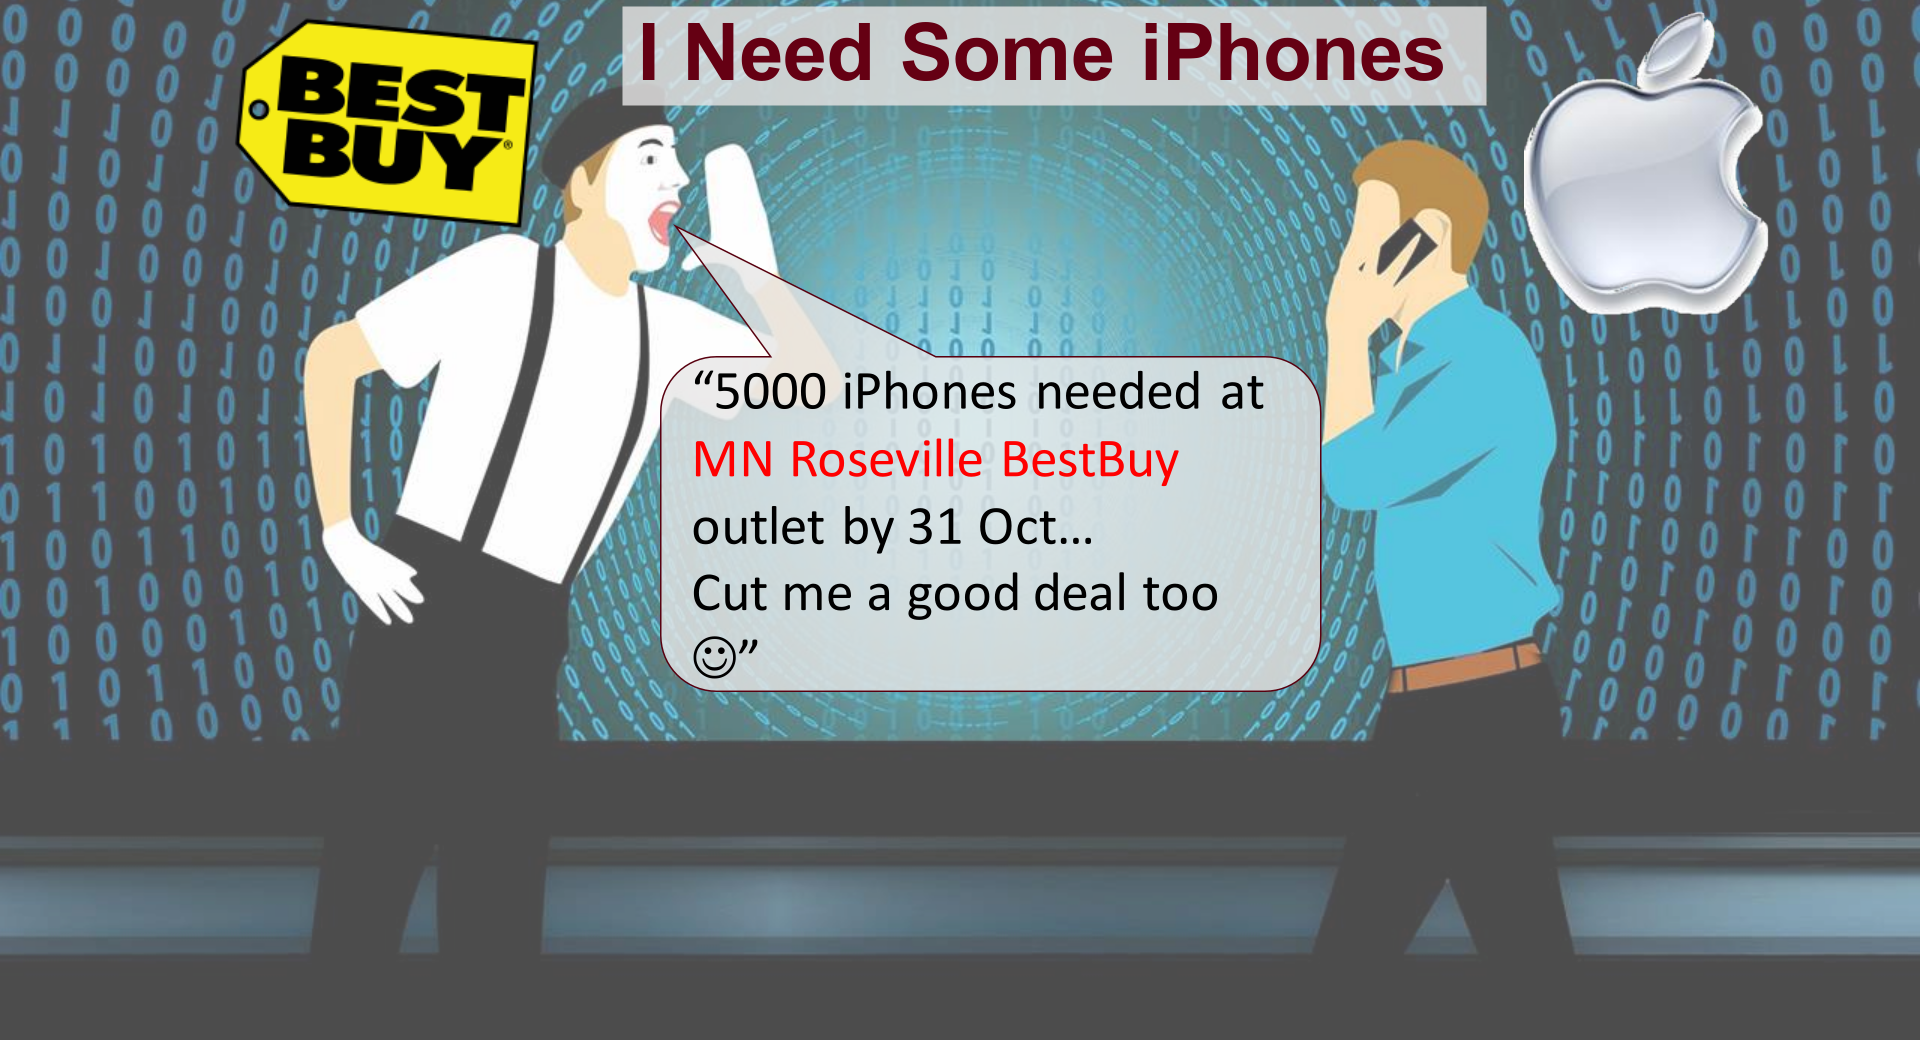 I Need Some iPhones
BEST
BUY®
“5000 iPhones needed at
MN Roseville BestBuy
outlet by 31 Oct...
Cut me a good deal too
☺”